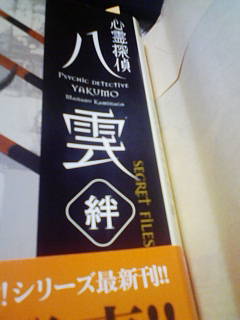 心霊探偵
八雲
PSYCHIC DETECTIVE
YAKUMO
Manabu Kaminaga
絆
SECRET FILES
！シリーズ最新刊!!